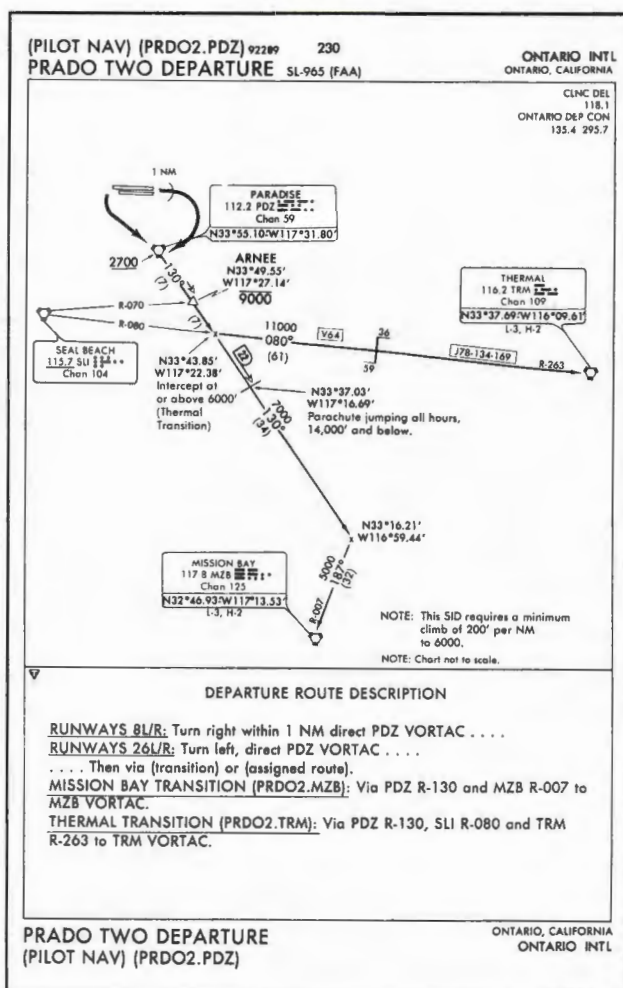 (PILOT NAV) (PRDO2.PDZ) 92289 230
PRADO TWO DEPARTURE SL-965 (FAA)
ONTARIO INTL
ONTARIO, CALIFORNIA
CLNC DEL
118.1
ONTARIO DEP CON
135.4 295.7
1 NM
PARADISE
112.2 PDZ
Chan 59
N33°55.10'W117°31.80'
2700
130°
(7)
ARNEE
N33°49.55'
W117°27.14'
9000
THERMAL
116.2 TRM
Chan 109
N33°37.69'W116°09.61'
L-3, H-2
R-070
R-080
(7)
SEAL BEACH
115.7 SLI
Chan 104
11000
080°
(61)
V64
36
59
J78-134-169
R-263
N33°43.85'
W117°22.38'
Intercept at
or above 6000'
(Thermal
Transition)
22
N33°37.03'
W117°16.69'
Parachute jumping all hours,
14,000' and below.
7000
130°
(34)
N33°16.21'
W116°59.44'
MISSION BAY
117.8 MZB
Chan 125
N32°46.93'W117°13.53'
L-3, H-2
5000
187°
(32)
R-007
NOTE: This SID requires a minimum
climb of 200' per NM
to 6000.
NOTE: Chart not to scale.
DEPARTURE ROUTE DESCRIPTION
RUNWAYS 8L/R: Turn right within 1 NM direct PDZ VORTAC . . . .
RUNWAYS 26L/R: Turn left, direct PDZ VORTAC . . . .
. . . . Then via (transition) or (assigned route).
MISSION BAY TRANSITION (PRDO2.MZB): Via PDZ R-130 and MZB R-007 to
MZB VORTAC.
THERMAL TRANSITION (PRDO2.TRM): Via PDZ R-130, SLI R-080 and TRM
R-263 to TRM VORTAC.
PRADO TWO DEPARTURE
(PILOT NAV) (PRDO2.PDZ)
ONTARIO, CALIFORNIA
ONTARIO INTL